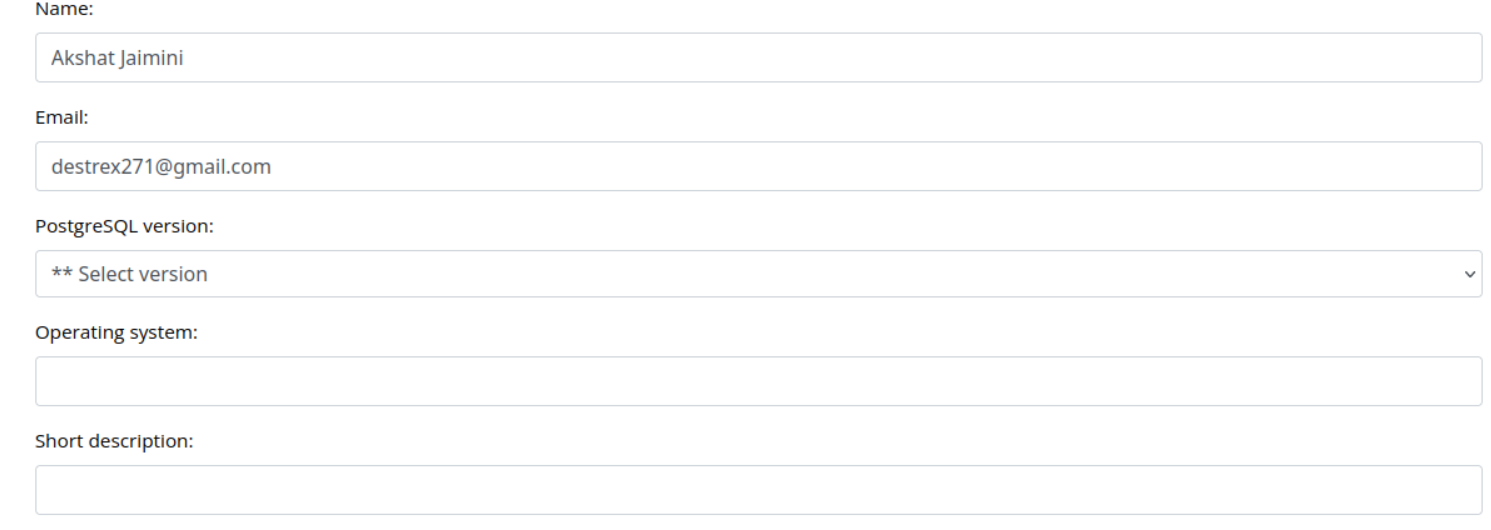 Name:
Akshat Jaimini
Email:
destrex271@gmail.com
PostgreSQL version:
** Select version
Operating system:
Short description: